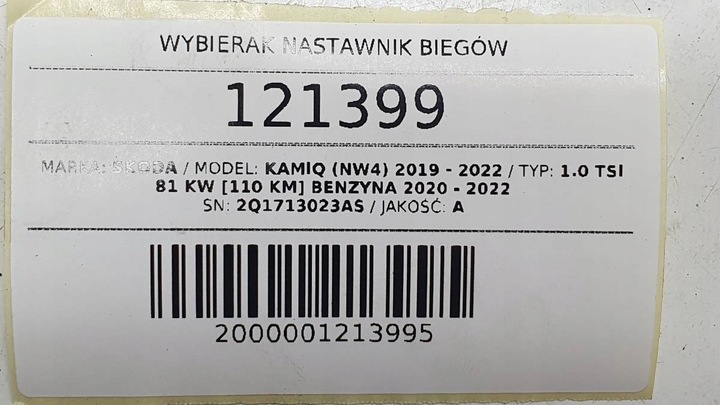 WYBIERAK NASTAWNIK BIEGÓW
121399
MARKA: SKODA / MODEL: KAMIQ (NW4) 2019 - 2022 / TYP: 1.0 TSI
81 KW [110 KM] BENZYNA 2020 - 2022
SN: 2Q1713023AS / JAKOŚĆ: A
2000001213995